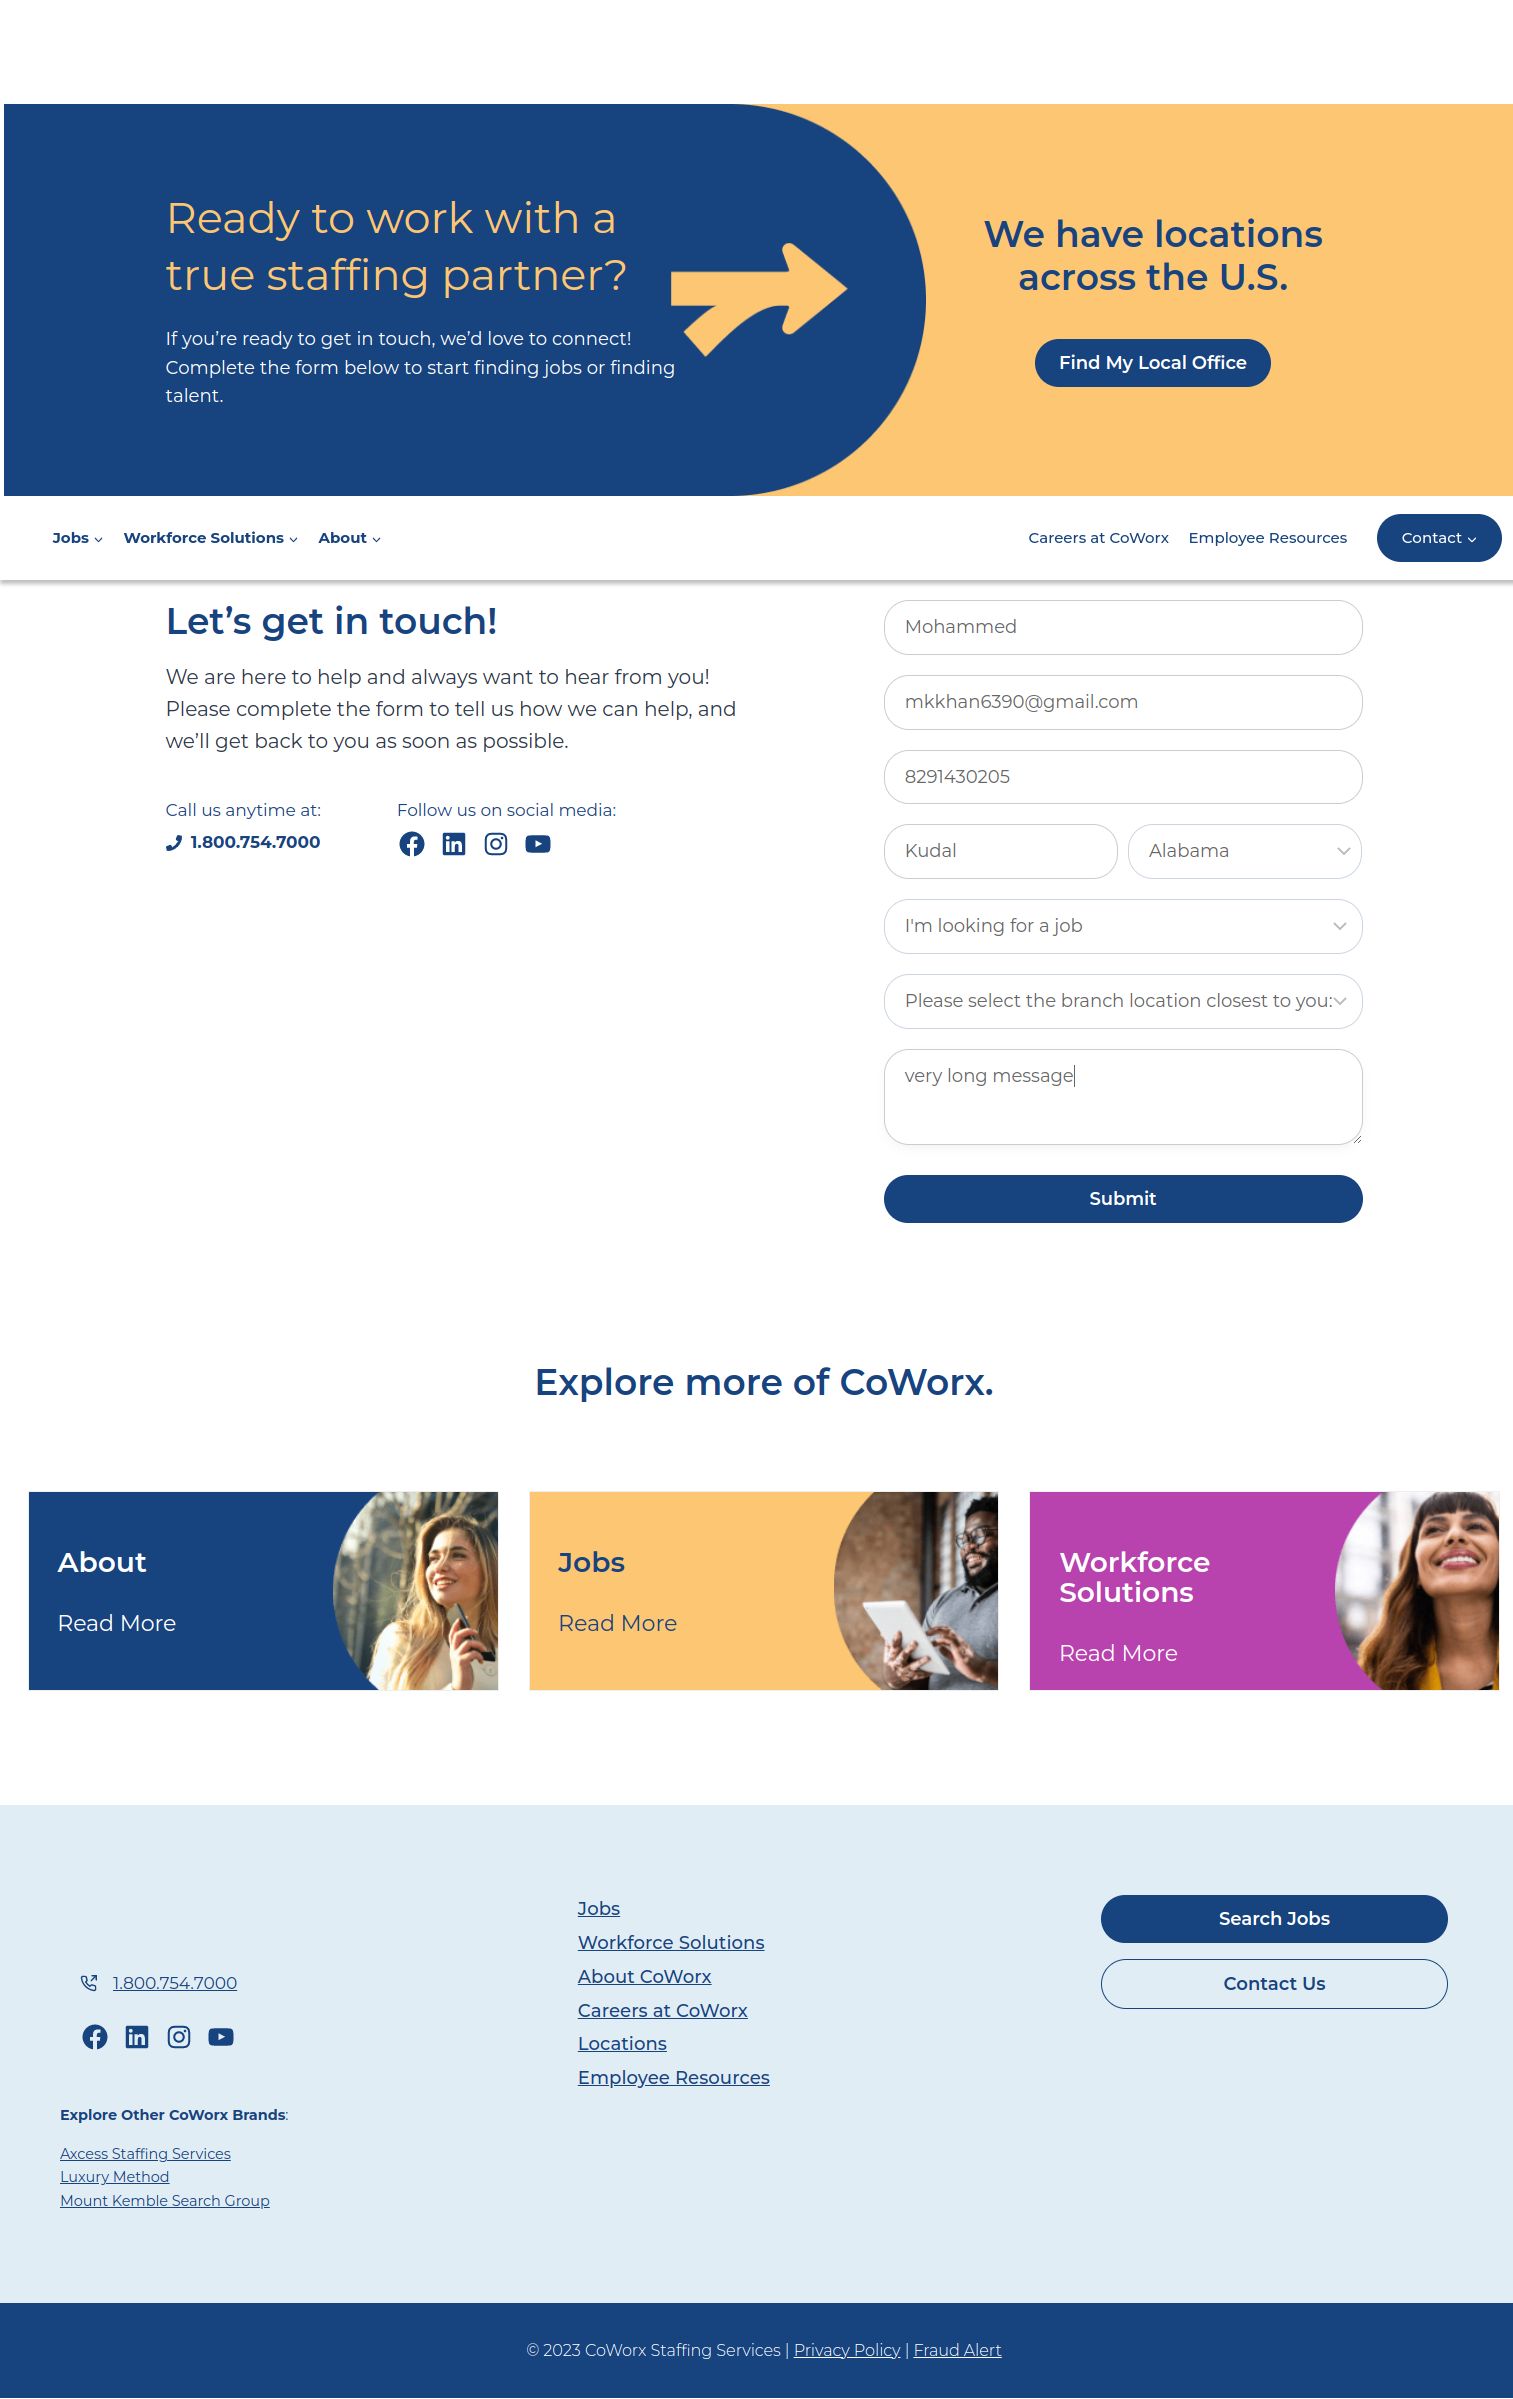 Ready to work with a
true staffing partner?
If you're ready to get in touch, we'd love to connect!
Complete the form below to start finding jobs or finding
talent.
We have locations
across the U.S.
Find My Local Office
Jobs Workforce Solutions About Careers at CoWorx Employee Resources Contact
Let's get in touch!
We are here to help and always want to hear from you!
Please complete the form to tell us how we can help, and
we'll get back to you as soon as possible.
Call us anytime at:
1.800.754.7000
Follow us on social media:
Mohammed
mkkhan6390@gmail.com
8291430205
Kudal Alabama
I'm looking for a job
Please select the branch location closest to you:
very long message
Submit
Explore more of CoWorx.
About
Read More
Jobs
Read More
Workforce
Solutions
Read More
1.800.754.7000
Explore Other CoWorx Brands:
Axcess Staffing Services
Luxury Method
Mount Kemble Search Group
Jobs
Workforce Solutions
About CoWorx
Careers at CoWorx
Locations
Employee Resources
Search Jobs
Contact Us
© 2023 CoWorx Staffing Services | Privacy Policy | Fraud Alert